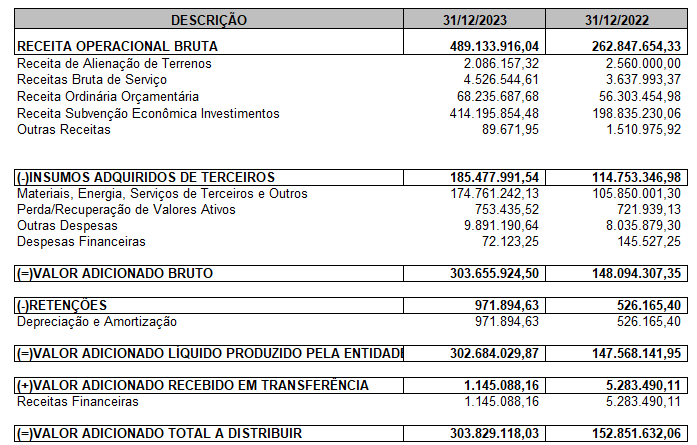 DESCRIÇÃO 31/12/2023 31/12/2022
RECEITA OPERACIONAL BRUTA 489.133.916,04 262.847.654,33
Receita de Alienação de Terrenos 2.086.157,32 2.560.000,00
Receitas Bruta de Serviço 4.526.544,61 3.637.993,37
Receita Ordinária Orçamentária 68.235.687,68 56.303.454,98
Receita Subvenção Econômica Investimentos 414.195.854,48 198.835.230,06
Outras Receitas 89.671,95 1.510.975,92
(-)INSUMOS ADQUIRIDOS DE TERCEIROS 185.477.991,54 114.753.346,98
Materiais, Energia, Serviços de Terceiros e Outros 174.761.242,13 105.850.001,30
Perda/Recuperação de Valores Ativos 753.435,52 721.939,13
Outras Despesas 9.891.190,64 8.035.879,30
Despesas Financeiras 72.123,25 145.527,25
(=)VALOR ADICIONADO BRUTO 303.655.924,50 148.094.307,35
(-)RETENÇÕES 971.894,63 526.165,40
Depreciação e Amortização 971.894,63 526.165,40
(=)VALOR ADICIONADO LÍQUIDO PRODUZIDO PELA ENTIDADE 302.684.029,87 147.568.141,95
(+)VALOR ADICIONADO RECEBIDO EM TRANSFERÊNCIA 1.145.088,16 5.283.490,11
Receitas Financeiras 1.145.088,16 5.283.490,11
(=)VALOR ADICIONADO TOTAL A DISTRIBUIR 303.829.118,03 152.851.632,06